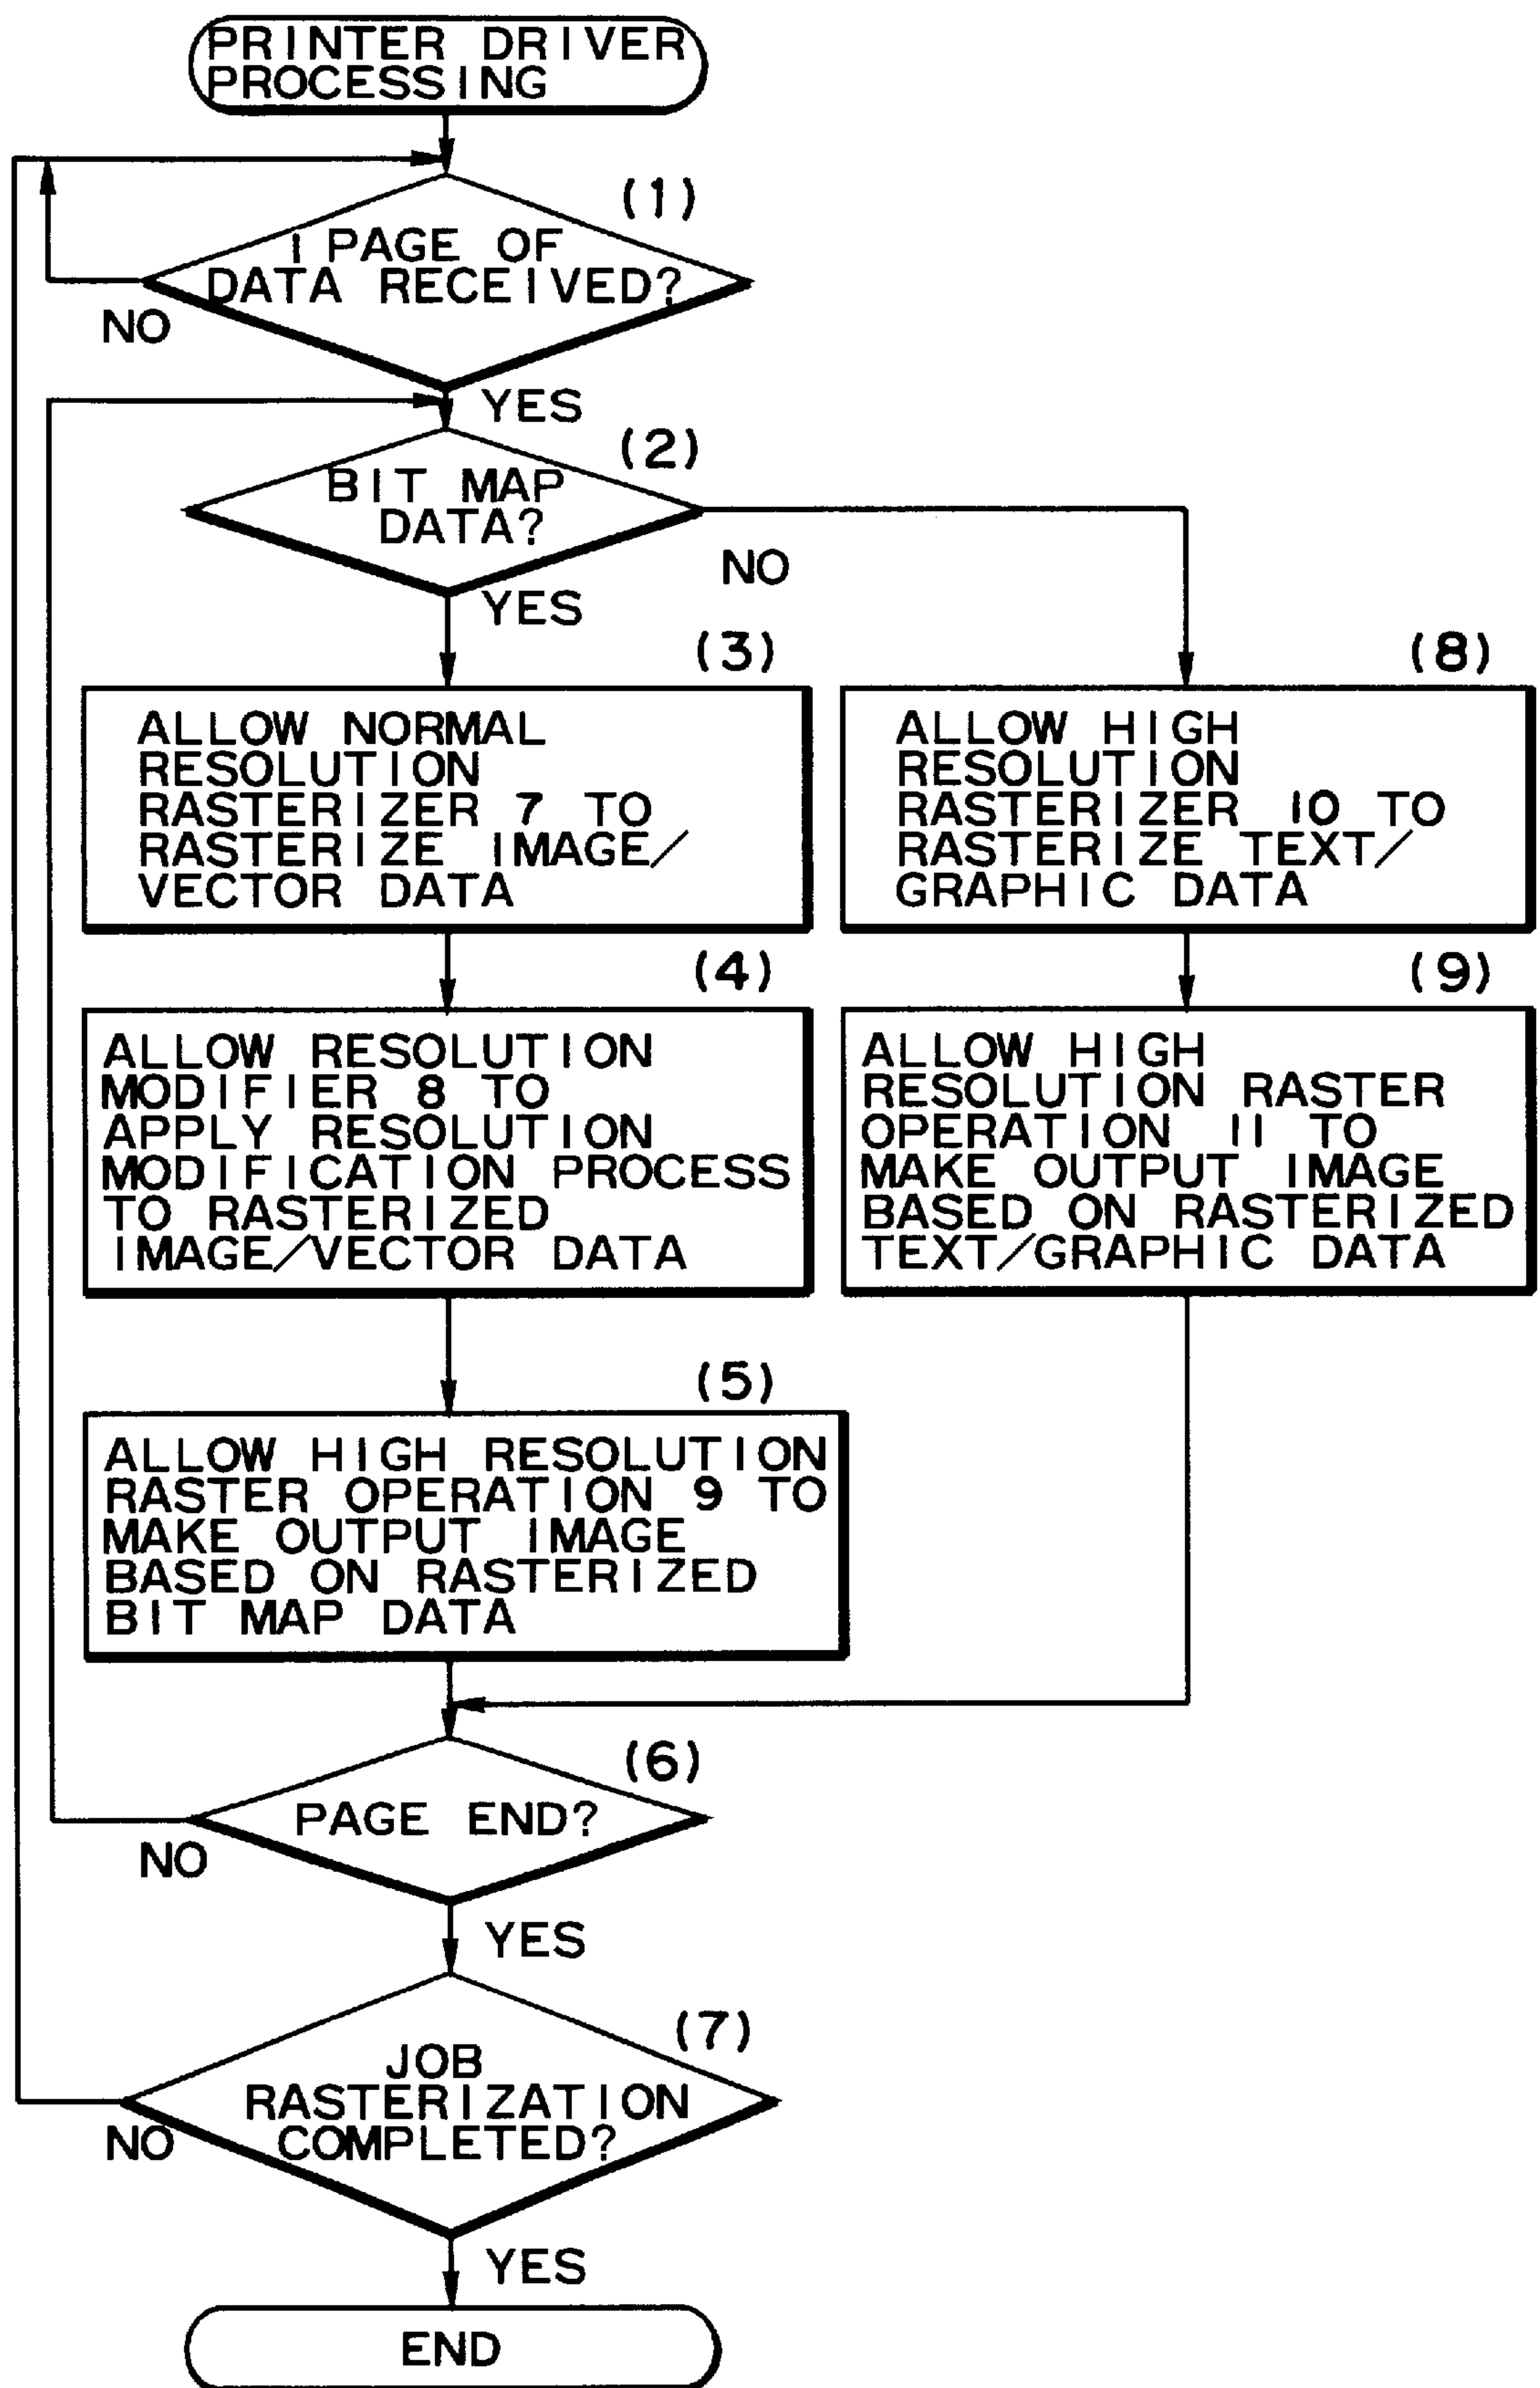 PRINTER DRIVER
PROCESSING
(1)
1 PAGE OF
DATA RECEIVED?
NO
YES
(2)
BIT MAP
DATA?
NO
YES
(3)
ALLOW NORMAL
RESOLUTION
RASTERIZER 7 TO
RASTERIZE IMAGE/
VECTOR DATA
(8)
ALLOW HIGH
RESOLUTION
RASTERIZER 10 TO
RASTERIZE TEXT/
GRAPHIC DATA
(4)
ALLOW RESOLUTION
MODIFIER 8 TO
APPLY RESOLUTION
MODIFICATION PROCESS
TO RASTERIZED
IMAGE/VECTOR DATA
(9)
ALLOW HIGH
RESOLUTION RASTER
OPERATION 11 TO
MAKE OUTPUT IMAGE
BASED ON RASTERIZED
TEXT/GRAPHIC DATA
(5)
ALLOW HIGH RESOLUTION
RASTER OPERATION 9 TO
MAKE OUTPUT IMAGE
BASED ON RASTERIZED
BIT MAP DATA
(6)
PAGE END?
NO
YES
(7)
JOB
RASTERIZATION
COMPLETED?
NO
YES
END